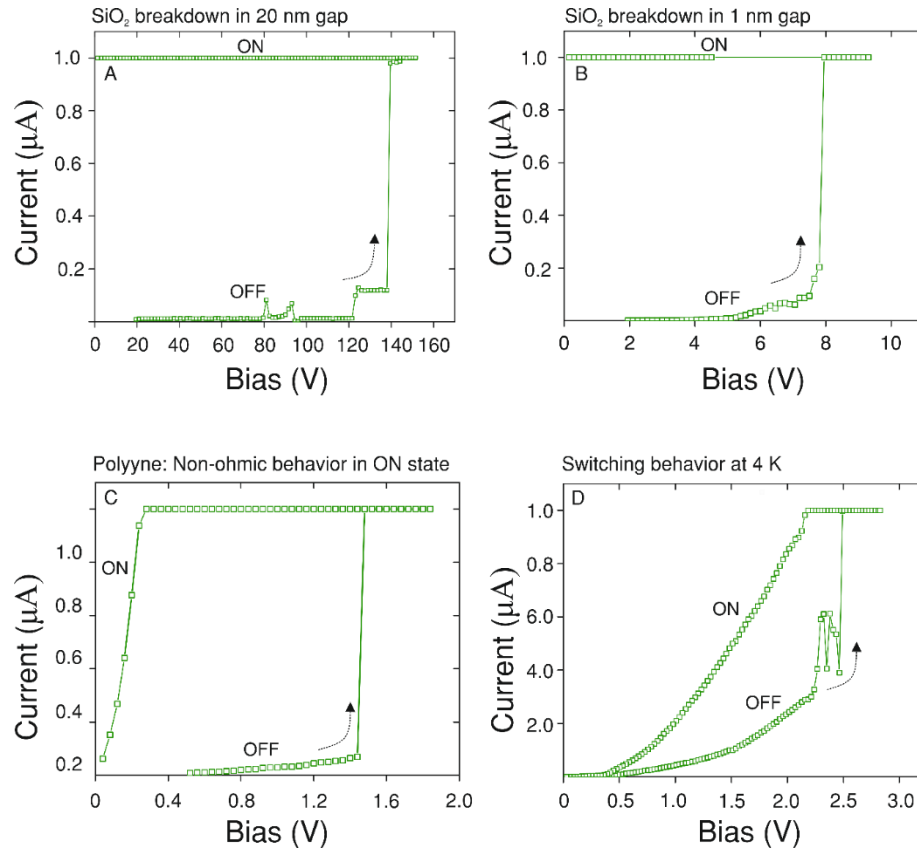 SiO₂ breakdown in 20 nm gap
ON
A
1.0
0.8
0.6
0.4
0.2
OFF
0 20 40 60 80 100 120 140 160
Current (µA)
Bias (V)
SiO₂ breakdown in 1 nm gap
ON
B
1.0
0.8
0.6
0.4
0.2
OFF
0 2 4 6 8 10
Current (µA)
Bias (V)
Polyyne: Non-ohmic behavior in ON state
C
1.0
ON
0.8
0.6
0.4
OFF
0.2
0 0.4 0.8 1.2 1.6 2.0
Current (µA)
Bias (V)
Switching behavior at 4 K
D
1.0
8.0
ON
6.0
4.0
OFF
2.0
0 0.5 1.0 1.5 2.0 2.5 3.0
Current (µA)
Bias (V)